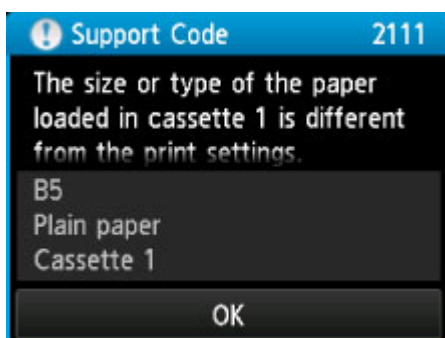 Support Code 2111
The size or type of the paper
loaded in cassette 1 is different
from the print settings.
B5
Plain paper
Cassette 1
OK